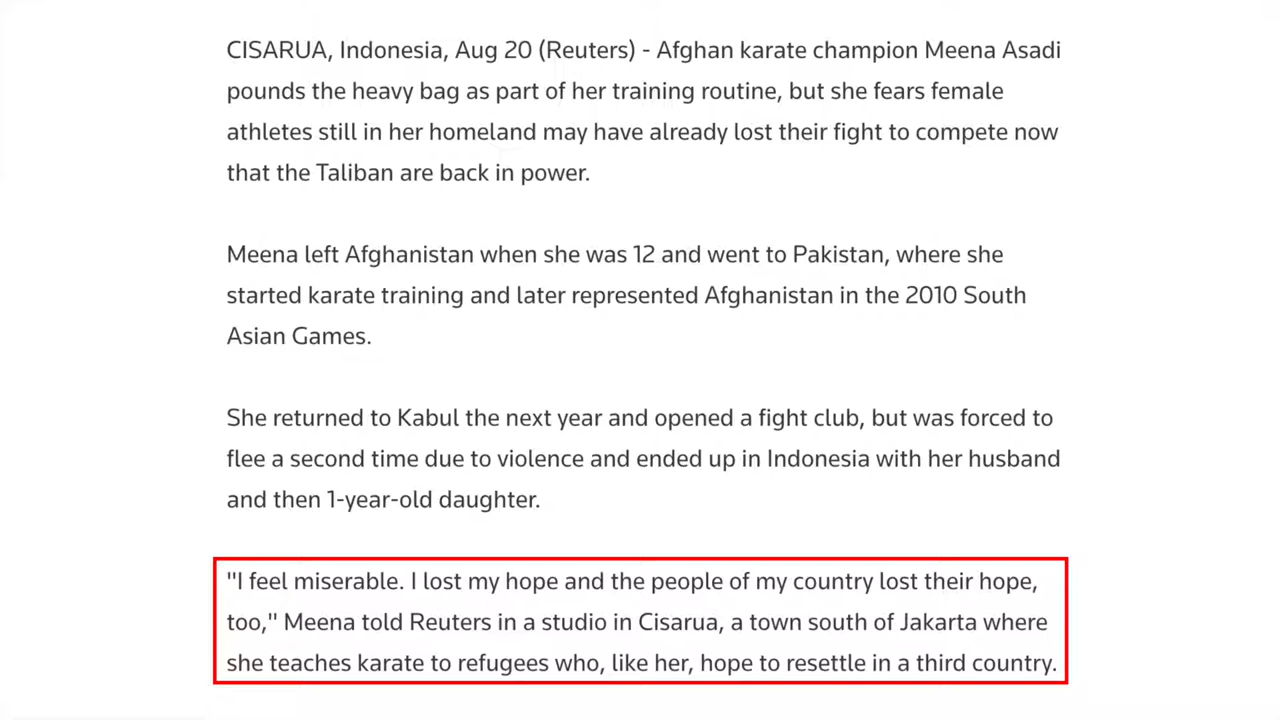 CISARUA, Indonesia, Aug 20 (Reuters) - Afghan karate champion Meena Asadi
pounds the heavy bag as part of her training routine, but she fears female
athletes still in her homeland may have already lost their fight to compete now
that the Taliban are back in power.
Meena left Afghanistan when she was 12 and went to Pakistan, where she
started karate training and later represented Afghanistan in the 2010 South
Asian Games.
She returned to Kabul the next year and opened a fight club, but was forced to
flee a second time due to violence and ended up in Indonesia with her husband
and then 1-year-old daughter.
"I feel miserable. I lost my hope and the people of my country lost their hope,
too," Meena told Reuters in a studio in Cisarua, a town south of Jakarta where
she teaches karate to refugees who, like her, hope to resettle in a third country.